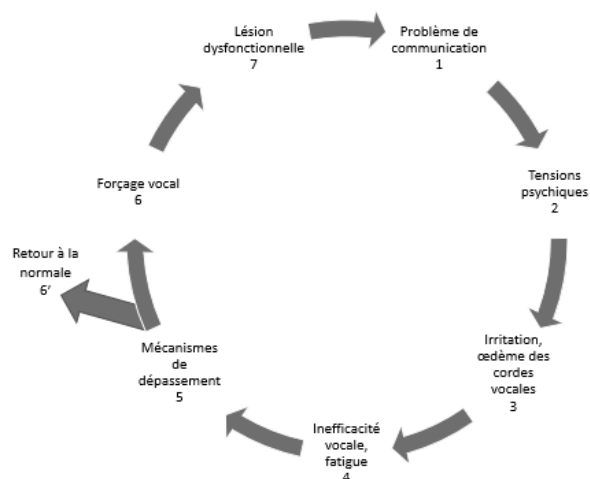 Problème de
communication
1
Tensions
psychiques
2
Irritation,
œdème des
cordes
vocales
3
Inefficacité
vocale,
fatigue
4
Mécanismes
de
dépassement
5
Forçage vocal
6
Retour à la
normale
6’
Lésion
dysfonctionnelle
7